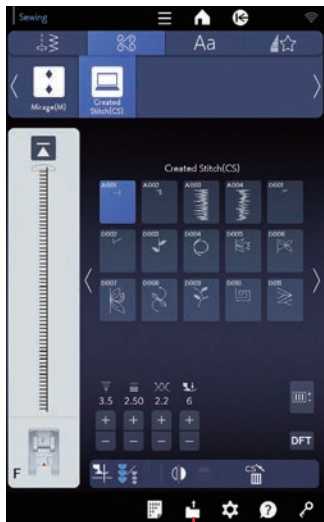 Sewing
Aa
Mirage(M)
Created
Stitch(CS)
Created Stitch(CS)
A001 A002 A003 A004 D001
D002 D003 D004 D005 D006
D007 D008 D009 D010
3.5 2.50 2.2 6
+ + + +
− − − −
DFT
F
CS